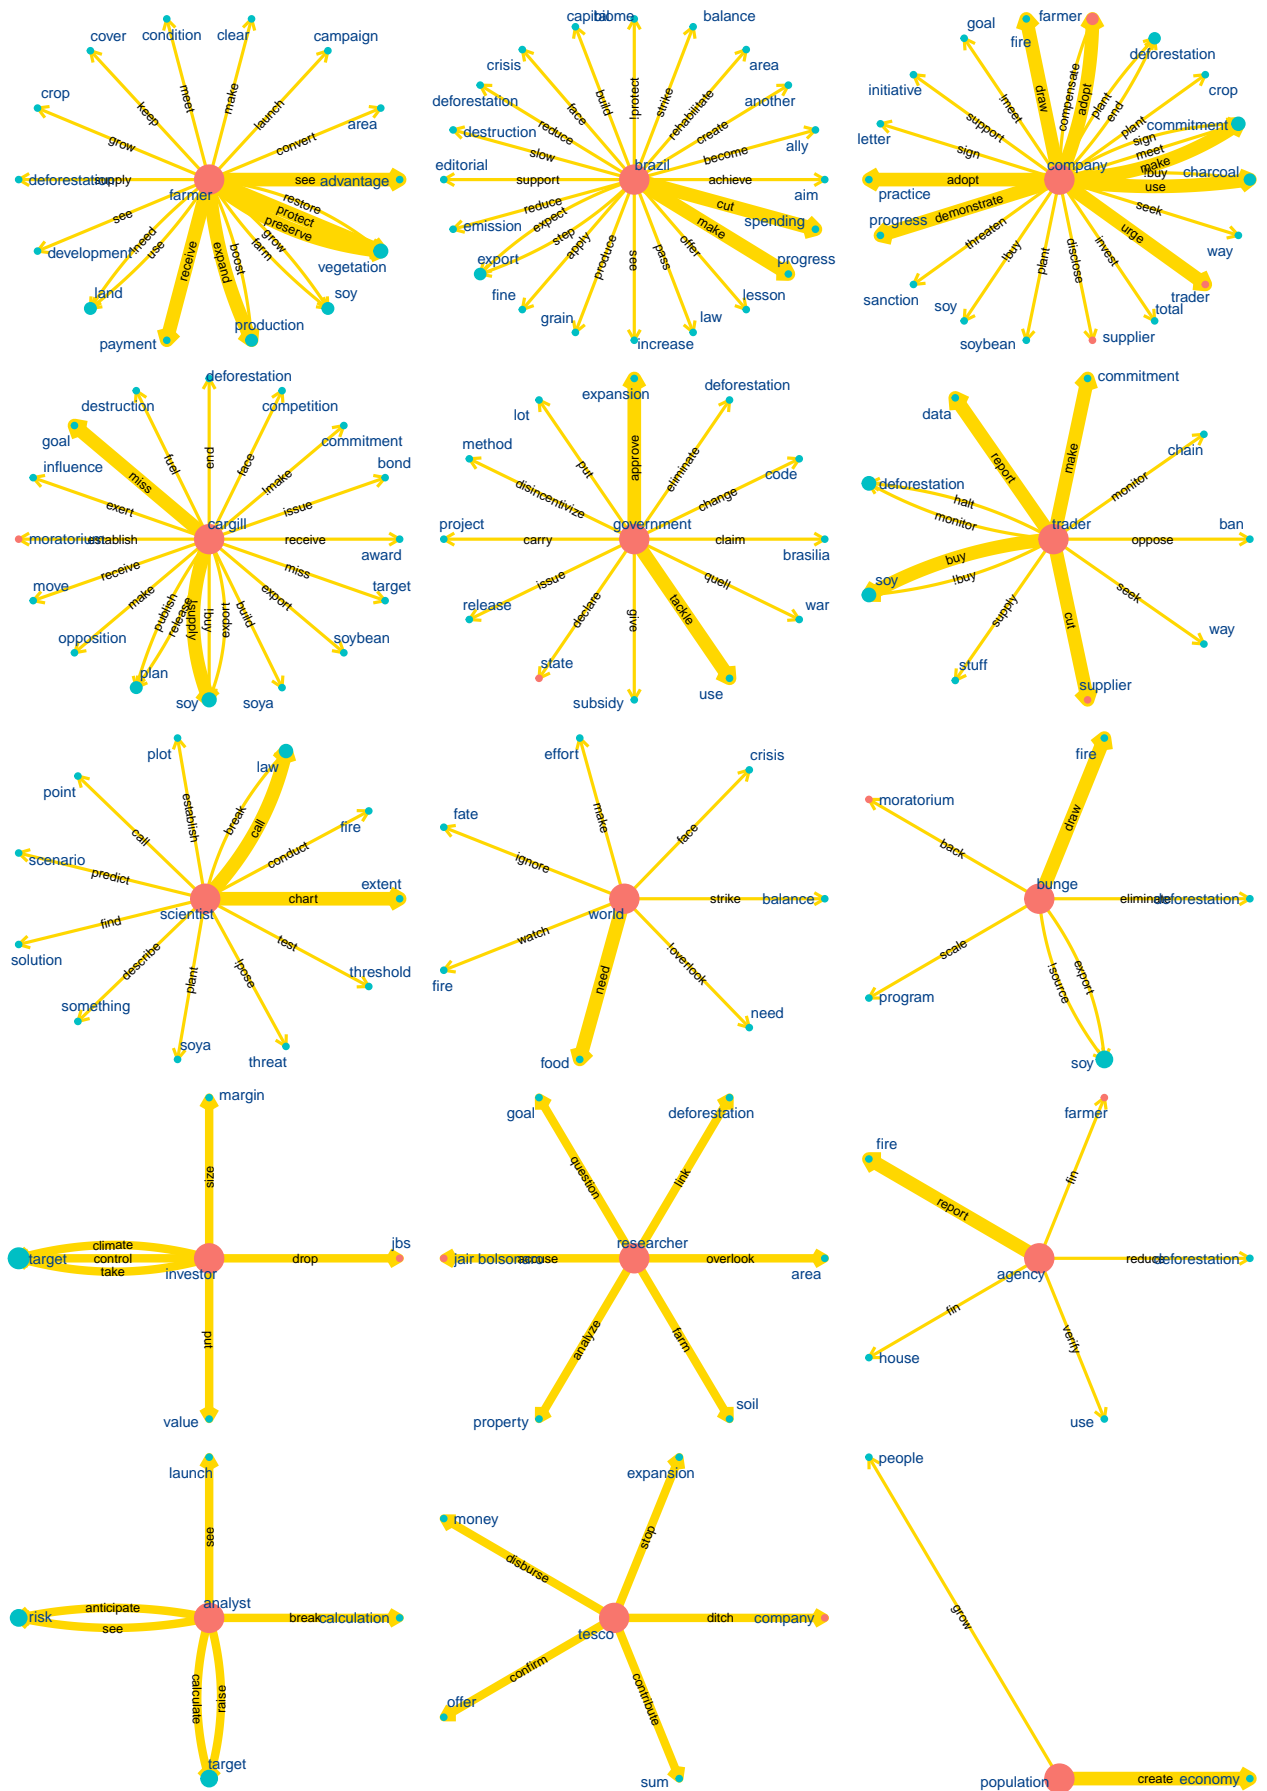 cover
condition
clear
campaign
crop
area
keep
meet
make
launch
grow
convert
deforestation
supply
farmer
see
advantage
see
development
!need
use
land
receive
payment
expand
boost
production
grow
farm
soy
restore
protect
preserve
vegetation
capital
biome
balance
crisis
area
deforestation
another
destruction
ally
editorial
aim
emission
spending
export
progress
fine
lesson
grain
law
increase
brazil
face
build
!protect
strike
rehabilitate
create
become
achieve
cut
make
offer
pass
see
produce
apply
step
expect
reduce
support
slow
reduce
goal
fire
farmer
deforestation
initiative
crop
letter
commitment
practice
charcoal
progress
way
sanction
trader
soy
total
soybean
supplier
company
!meet
draw
compensate
adopt
plant
end
plant
sign
meet
make
!buy
use
seek
urge
invest
disclose
plant
!buy
threaten
demonstrate
adopt
sign
support
destruction
deforestation
competition
goal
commitment
influence
bond
moratorium
award
move
target
opposition
soybean
plan
soy
soya
cargill
miss
fuel
end
face
!make
issue
receive
miss
export
build
export
!buy
!supply
release
publish
make
receive
establish
exert
expansion
deforestation
lot
method
code
project
brasilia
release
war
state
subsidy
use
government
put
approve
eliminate
change
claim
quell
tackle
give
declare
issue
carry
disincentivize
commitment
data
chain
deforestation
ban
soy
way
stuff
supplier
trader
report
make
monitor
oppose
seek
cut
supply
!buy
buy
monitor
halt
plot
law
point
fire
scenario
extent
solution
threshold
something
soya
threat
scientist
call
establish
break
call
conduct
chart
test
!pose
plant
describe
find
predict
effort
crisis
fate
balance
fire
need
food
world
make
face
strike
!overlook
need
watch
ignore
fire
moratorium
deforestation
program
soy
bunge
draw
back
eliminate
export
!source
scale
margin
target
jbs
value
investor
size
climate
control
take
drop
put
goal
deforestation
jair bolsonaro
area
property
soil
researcher
question
link
accuse
overlook
analyze
farm
farmer
fire
deforestation
house
use
agency
fin
report
reduce
fin
verify
launch
risk
calculation
target
analyst
see
anticipate
see
break
calculate
raise
expansion
money
company
offer
sum
tesco
stop
disburse
ditch
confirm
contribute
people
grow
population
create
economy